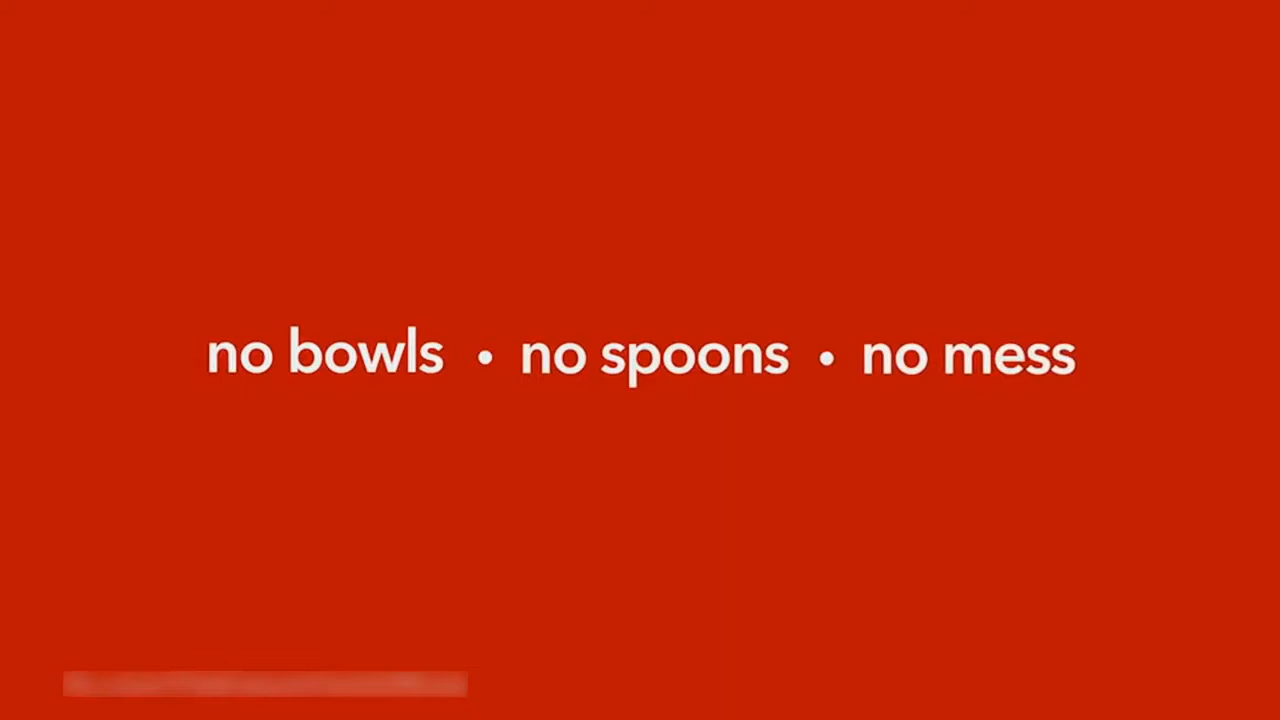 no bowls • no spoons • no mess